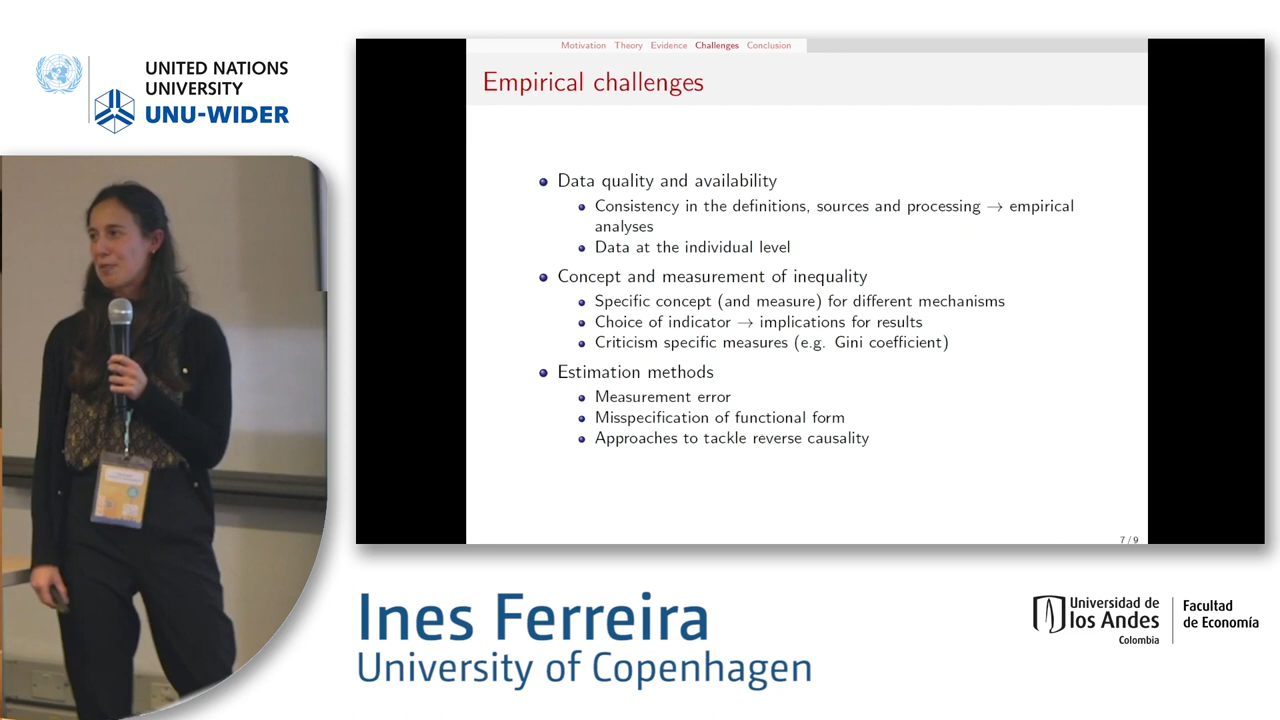 UNITED NATIONS
UNIVERSITY
UNU-WIDER
Motivation Theory Evidence Challenges Conclusion
Empirical challenges
Data quality and availability
Consistency in the definitions, sources and processing → empirical
analyses
Data at the individual level
Concept and measurement of inequality
Specific concept (and measure) for different mechanisms
Choice of indicator → implications for results
Criticism specific measures (e.g. Gini coefficient)
Estimation methods
Measurement error
Misspecification of functional form
Approaches to tackle reverse causality
7 / 9
Ines Ferreira
University of Copenhagen
Universidad de
los Andes
Colombia
Facultad
de Economía